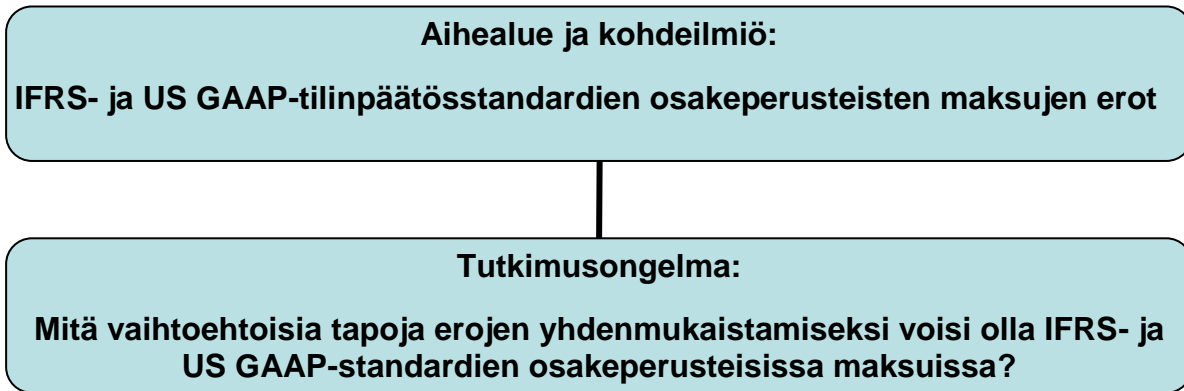 Aihealue ja kohdeilmiö:
IFRS- ja US GAAP-tilinpäätösstandardien osakeperusteisten maksujen erot
Tutkimusongelma:
Mitä vaihtoehtoisia tapoja erojen yhdenmukaistamiseksi voisi olla IFRS- ja
US GAAP-standardien osakeperusteisissa maksuissa?